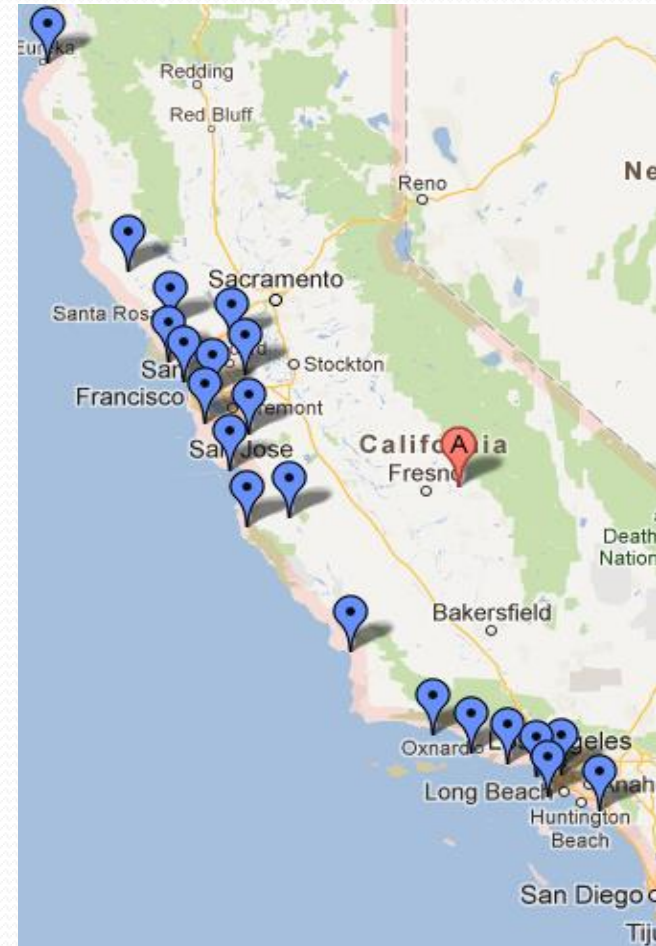 Eureka
Redding
Red Bluff
Reno
Ne
Sacramento
Santa Rosa
Stockton
San
Francisco
Fremont
San Jose
California
A
Fresno
Death
Nation
Bakersfield
Oxnard
Los Angeles
Long Beach
Anah
Huntington
Beach
San Diego
Tiju